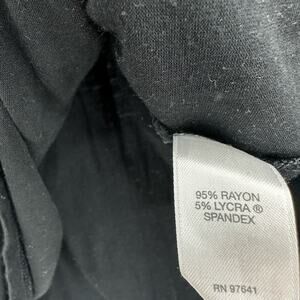 95% RAYON
5% LYCRA ®
SPANDEX
RN 97641